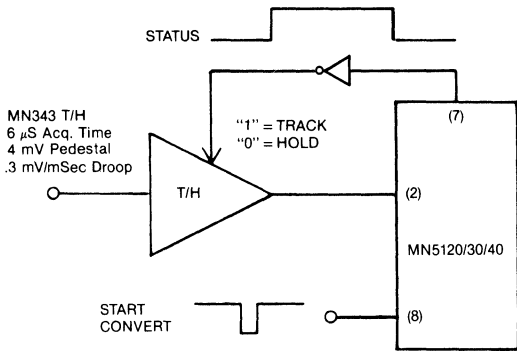 STATUS
(7)
MN343 T/H
6 μS Acq. Time
4 mV Pedestal
.3 mV/mSec Droop
“1” = TRACK
“0” = HOLD
T/H
(2)
MN5120/30/40
START
CONVERT
(8)